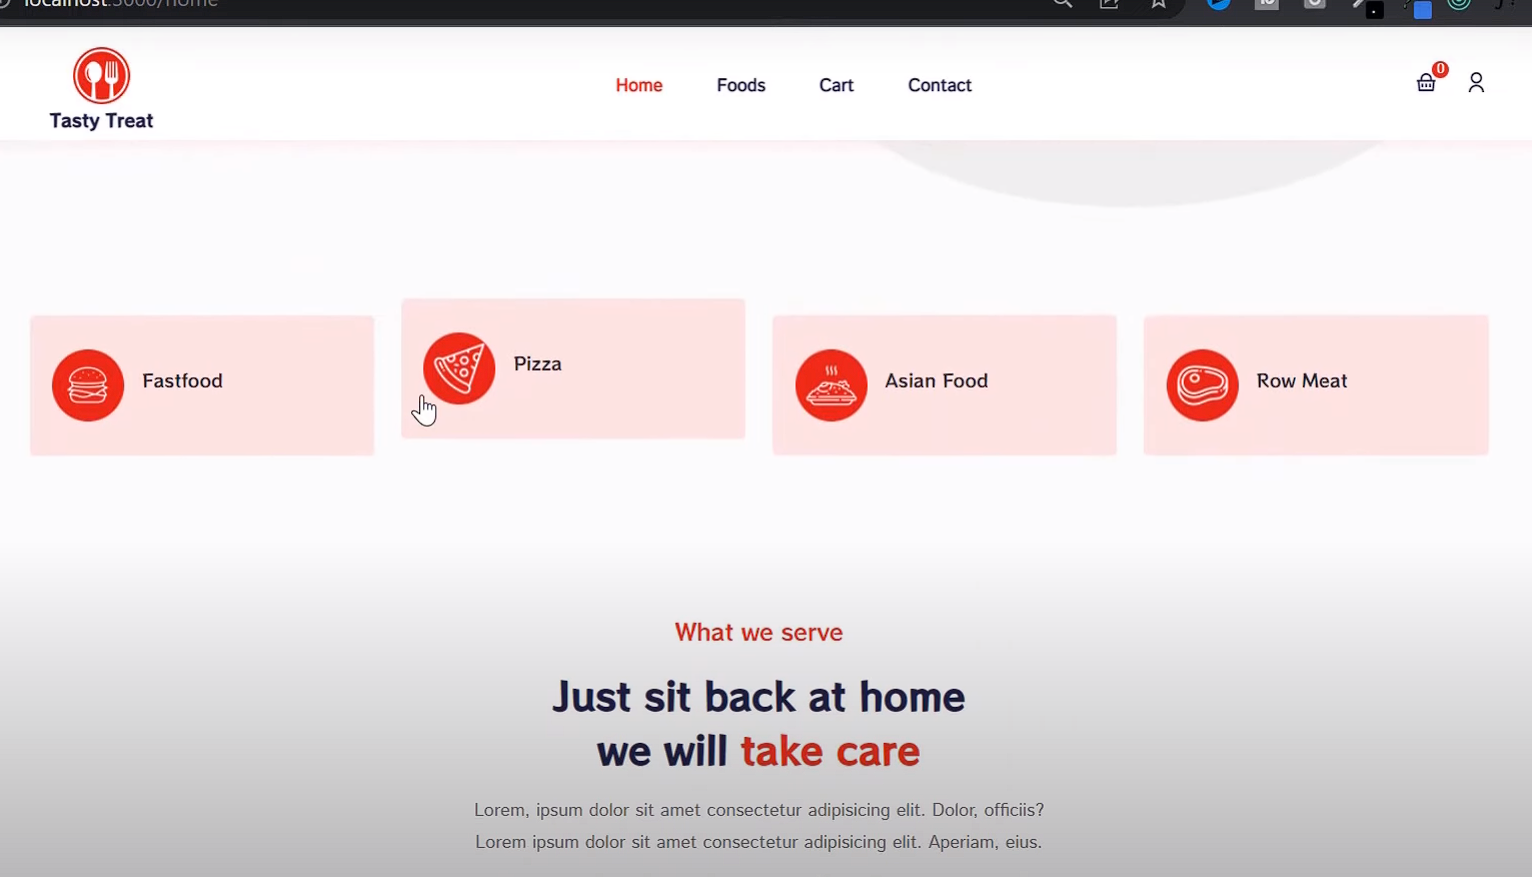 localhost:3000/home
Tasty Treat
Home
Foods
Cart
Contact
0
Fastfood
Pizza
Asian Food
Row Meat
What we serve
Just sit back at home
we will take care
Lorem, ipsum dolor sit amet consectetur adipisicing elit. Dolor, officiis?
Lorem ipsum dolor sit amet consectetur adipisicing elit. Aperiam, eius.